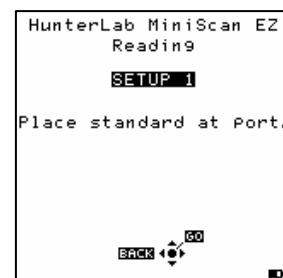 HunterLab MiniScan EZ
Reading
SETUP 1
Place standard at port.
GO
BACK